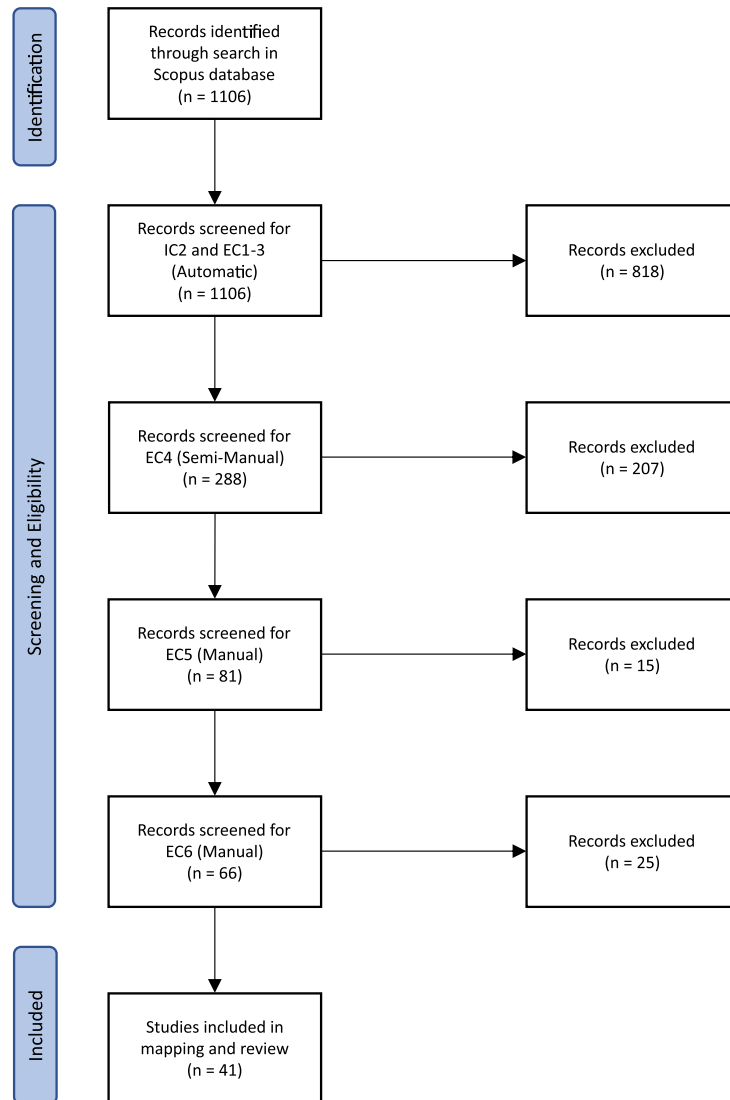 Identification
Records identified
through search in
Scopus database
(n = 1106)
Screening and Eligibility
Records screened for
IC2 and EC1-3
(Automatic)
(n = 1106)
Records excluded
(n = 818)
Records screened for
EC4 (Semi-Manual)
(n = 288)
Records excluded
(n = 207)
Records screened for
EC5 (Manual)
(n = 81)
Records excluded
(n = 15)
Records screened for
EC6 (Manual)
(n = 66)
Records excluded
(n = 25)
Included
Studies included in
mapping and review
(n = 41)